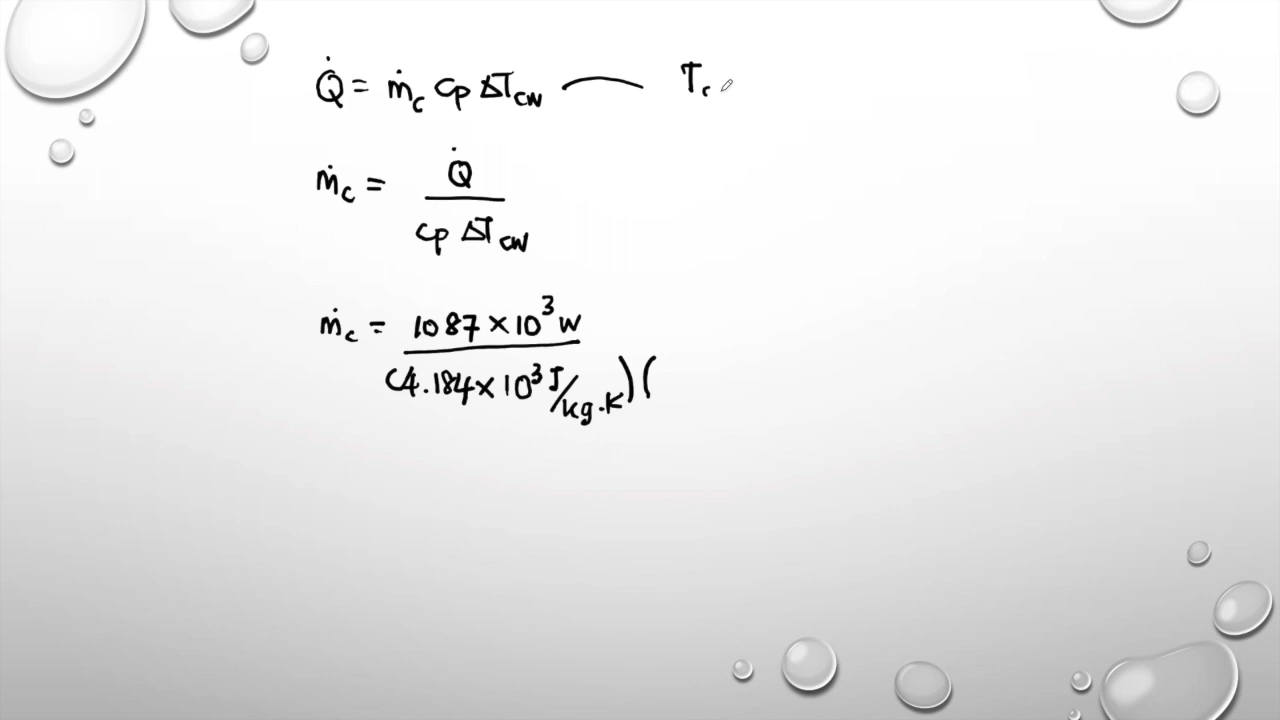 Q̇ = ṁc Cp ΔTcw — Tc
ṁc = Q̇ / Cp ΔTcw
ṁc = 1087 × 10³ W / (4.184 × 10³ J/kg.K)(